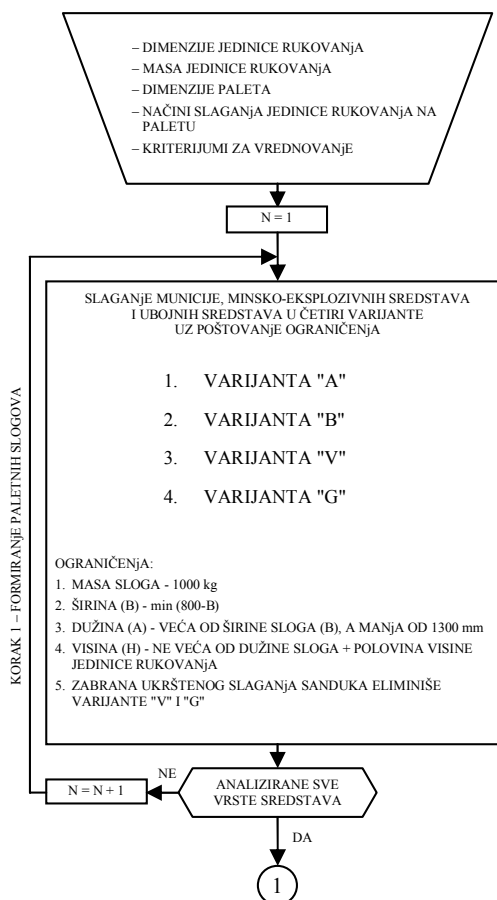 – DIMENZIJE JEDINICE RUKOVANjA
– MASA JEDINICE RUKOVANjA
– DIMENZIJE PALETA
– NAČINI SLAGANjA JEDINICE RUKOVANjA NA
PALETU
– KRITERIJUMI ZA VREDNOVANjE
N = 1
SLAGANjE MUNICIJE, MINSKO-EKSPLOZIVNIH SREDSTAVA
I UBOJNIH SREDSTAVA U ČETIRI VARIJANTE
UZ POŠTOVANjE OGRANIČENjA
1. VARIJANTA "A"
2. VARIJANTA "B"
3. VARIJANTA "V"
4. VARIJANTA "G"
OGRANIČENjA:
1. MASA SLOGA - 1000 kg
2. ŠIRINA (B) - min (800-B)
3. DUŽINA (A) - VEĆA OD ŠIRINE SLOGA (B), A MANjA OD 1300 mm
4. VISINA (H) - NE VEĆA OD DUŽINE SLOGA + POLOVINA VISINE
JEDINICE RUKOVANjA
5. ZABRANA UKRŠTENOG SLAGANjA SANDUKA ELIMINIŠE
VARIJANTE "V" I "G"
KORAK 1 – FORMIRANjE PALETNIH SLOGOVA
ANALIZIRANE SVE
VRSTE SREDSTAVA
NE
N = N + 1
DA
1